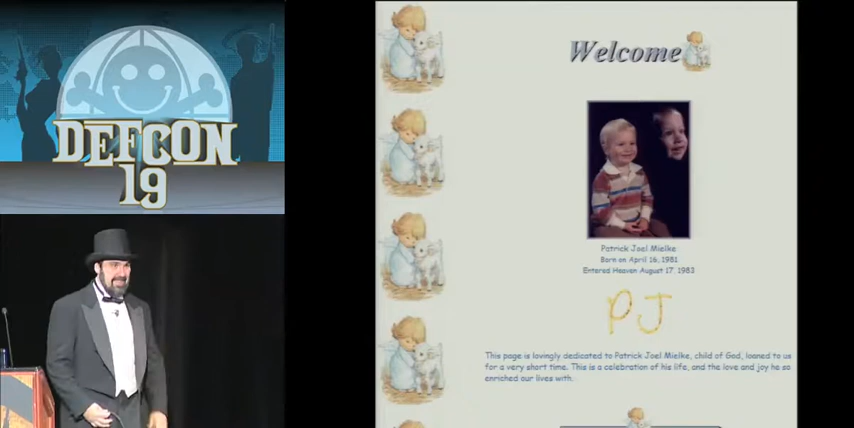 DEFCON
19
Welcome
Patrick Joel Mielke
Born on April 16, 1981
Entered Heaven August 17, 1983
PJ
This page is lovingly dedicated to Patrick Joel Mielke, child of God, loaned to us
for a very short time. This is a celebration of his life, and the love and joy he so
enriched our lives with.